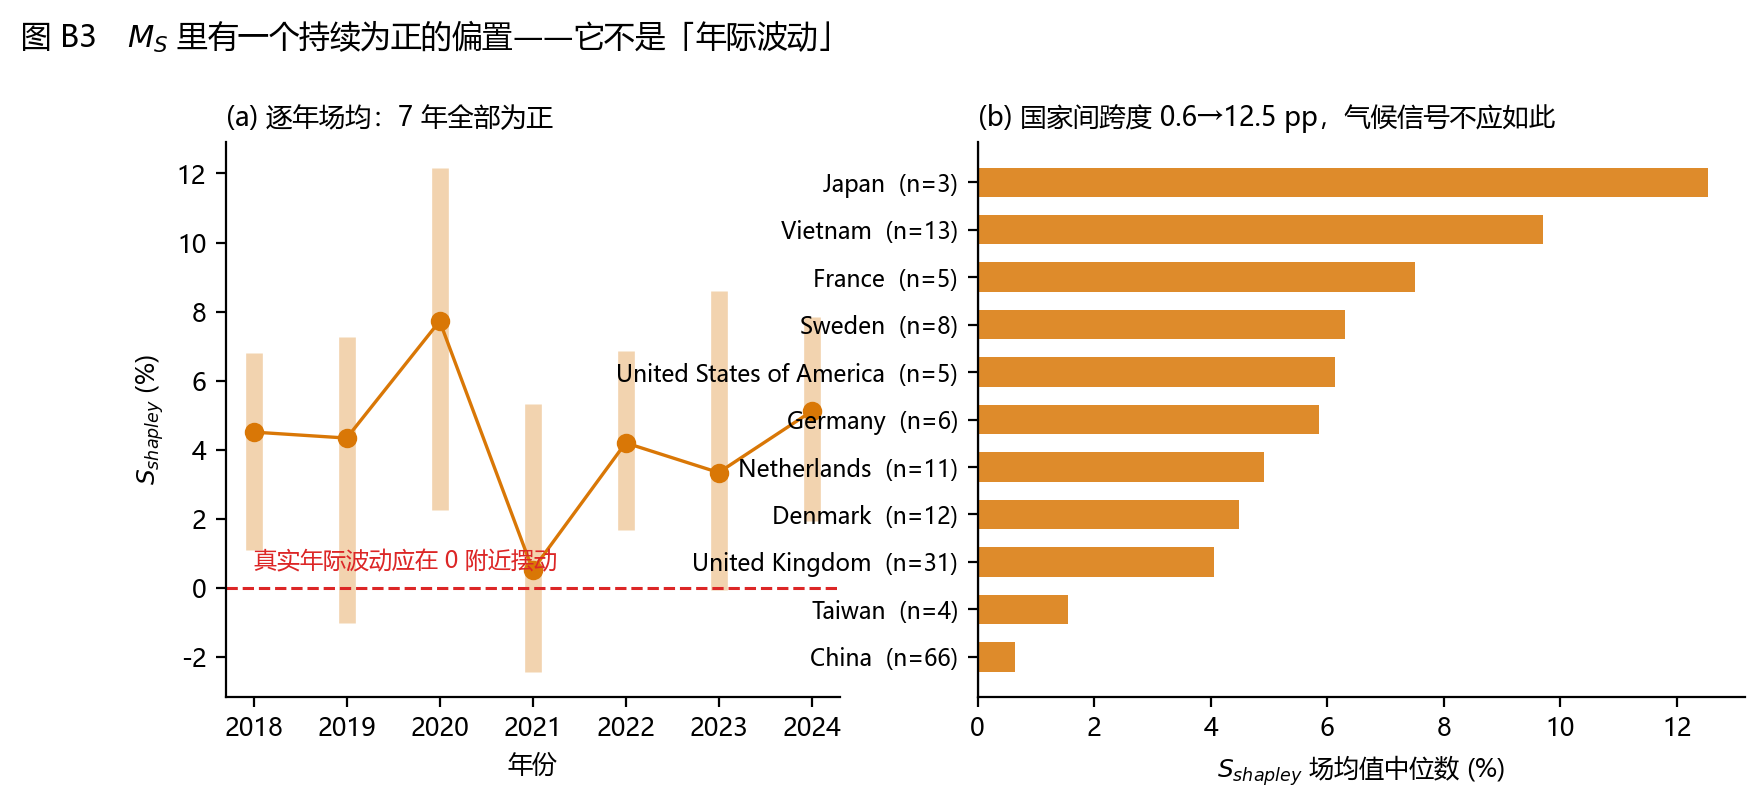 图 B3 M_S 里有一个持续为正的偏置——它不是「年际波动」
(a) 逐年场均：7 年全部为正
12
10
8
6
4
2
0
-2
S_shapley (%)
真实年际波动应在 0 附近摆动
2018 2019 2020 2021 2022 2023 2024
年份
(b) 国家间跨度 0.6→12.5 pp，气候信号不应如此
Japan (n=3)
Vietnam (n=13)
France (n=5)
Sweden (n=8)
United States of America (n=5)
Germany (n=6)
Netherlands (n=11)
Denmark (n=12)
United Kingdom (n=31)
Taiwan (n=4)
China (n=66)
0 2 4 6 8 10 12
S_shapley 场均值中位数 (%)